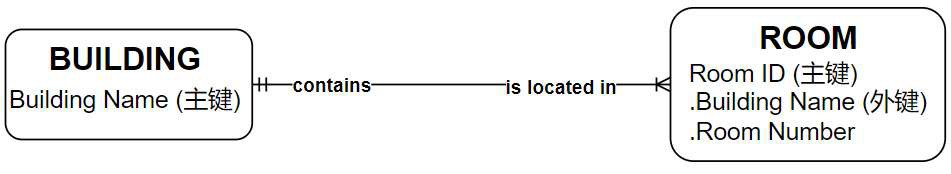 BUILDING
Building Name (主键)
contains
is located in
ROOM
Room ID (主键)
.Building Name (外键)
.Room Number